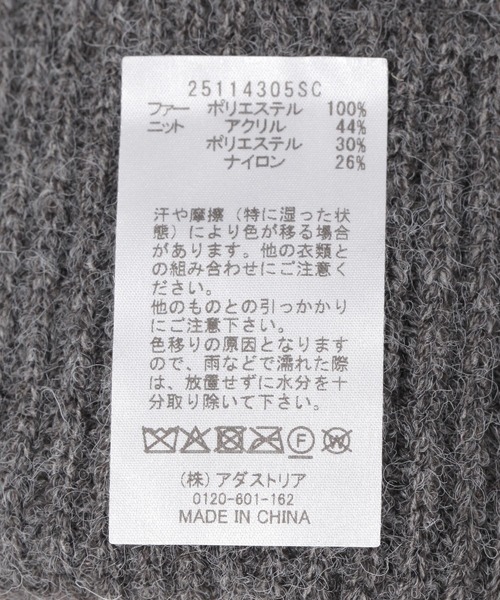 25114305SC
ファー ポリエステル 100%
ニット アクリル 44%
ポリエステル 30%
ナイロン 26%
汗や摩擦（特に湿った状
態）により色が移る場合
があります。他の衣類と
の組み合わせにご注意く
ださい。
他のものとの引っかかり
にご注意下さい。
色移りの原因となります
ので、雨などで濡れた際
は、放置せずに水分を十
分取り除いて下さい。
F W
（株）アダストリア
0120-601-162
MADE IN CHINA